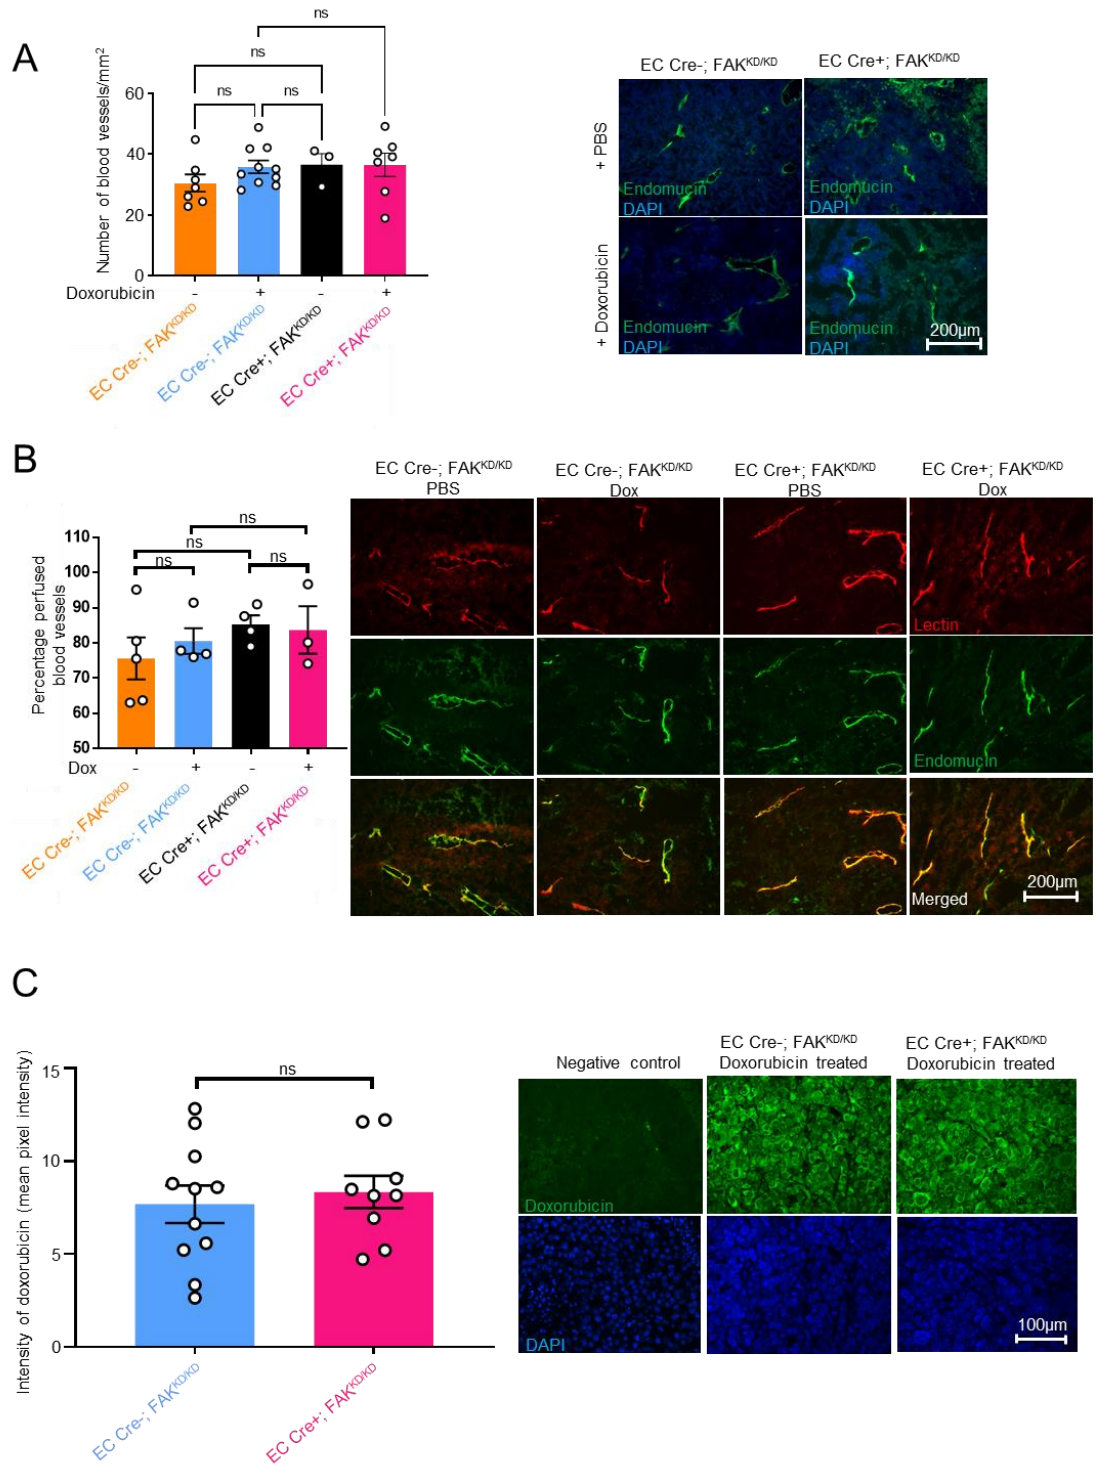 A
ns
ns
ns
ns
Number of blood vessels/mm²
60
40
20
0
Doxorubicin - + - +
EC Cre-; FAKKD/KD
EC Cre-; FAKKD/KD
EC Cre+; FAKKD/KD
EC Cre+; FAKKD/KD
EC Cre-; FAKKD/KD
EC Cre+; FAKKD/KD
+ PBS
Endomucin
DAPI
Endomucin
DAPI
+ Doxorubicin
Endomucin
DAPI
Endomucin
DAPI
200µm
B
ns
ns
ns
ns
Percentage perfused
blood vessels
110
100
90
80
70
60
50
Dox - + - +
EC Cre-; FAKKD/KD
EC Cre-; FAKKD/KD
EC Cre+; FAKKD/KD
EC Cre+; FAKKD/KD
EC Cre-; FAKKD/KD
PBS
EC Cre-; FAKKD/KD
Dox
EC Cre+; FAKKD/KD
PBS
EC Cre+; FAKKD/KD
Dox
Lectin
Endomucin
Merged
200µm
C
ns
Intensity of doxorubicin (mean pixel intensity)
15
10
5
0
EC Cre-; FAKKD/KD
EC Cre+; FAKKD/KD
Negative control
EC Cre-; FAKKD/KD
Doxorubicin treated
EC Cre+; FAKKD/KD
Doxorubicin treated
Doxorubicin
DAPI
100µm